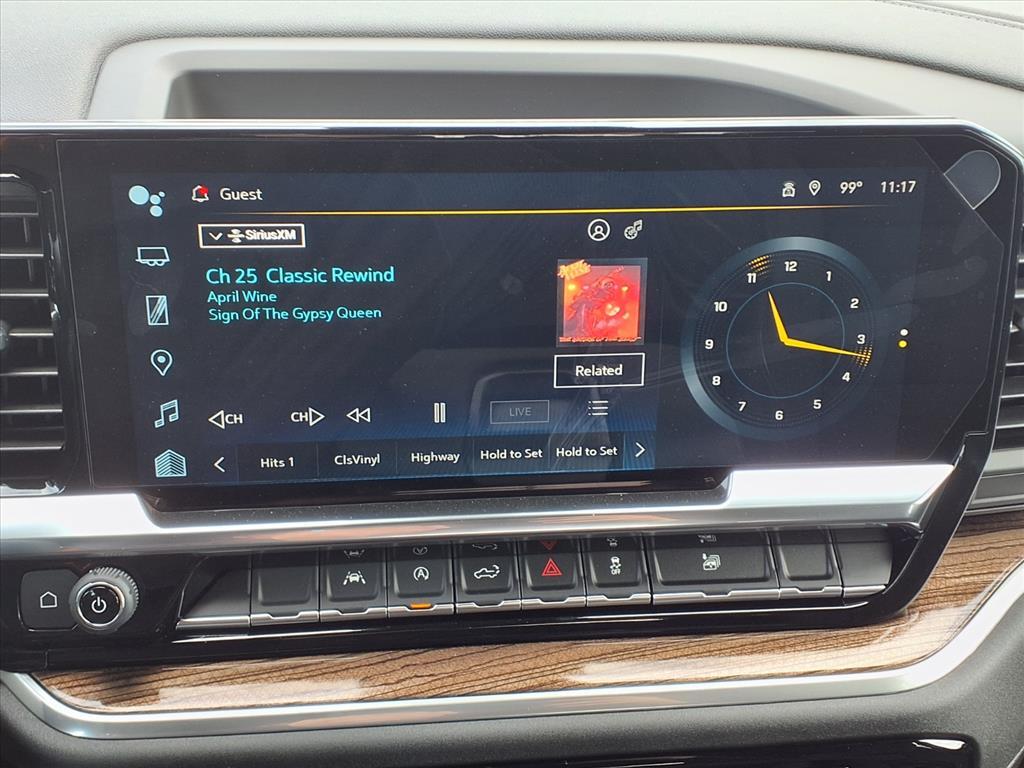 Guest
99° 11:17
SiriusXM
Ch 25 Classic Rewind
April Wine
Sign Of The Gypsy Queen
Related
CH
CH
LIVE
Hits 1
ClsVinyl
Highway
Hold to Set
Hold to Set
12
1
2
3
4
5
6
7
8
9
10
11
A
OFF